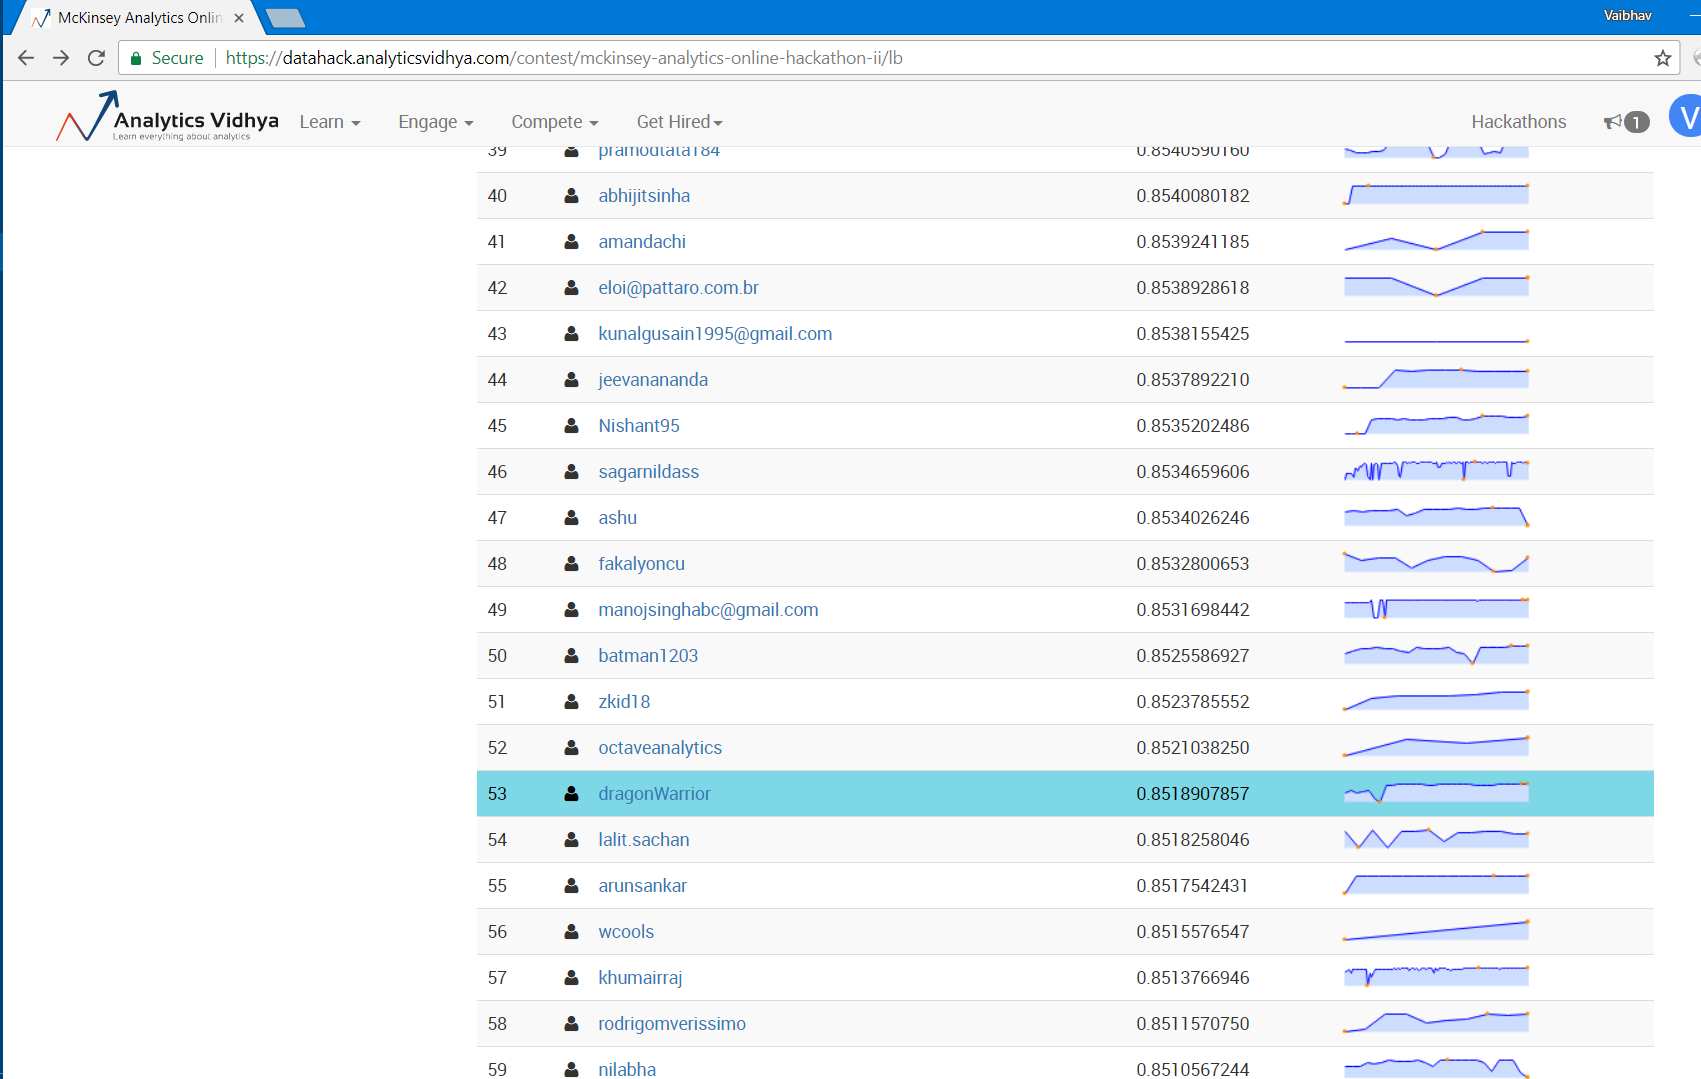 McKinsey Analytics Onlin
Vaibhav
Secure https://datahack.analyticsvidhya.com/contest/mckinsey-analytics-online-hackathon-ii/lb
Analytics Vidhya
Learn everything about analytics
Learn Engage Compete Get Hired Hackathons 1 V
39 pramodtata184 0.8540590160
40 abhijitsinha 0.8540080182
41 amandachi 0.8539241185
42 eloi@pattaro.com.br 0.8538928618
43 kunalgusain1995@gmail.com 0.8538155425
44 jeevanananda 0.8537892210
45 Nishant95 0.8535202486
46 sagarnildass 0.8534659606
47 ashu 0.8534026246
48 fakalyoncu 0.8532800653
49 manojsinghabc@gmail.com 0.8531698442
50 batman1203 0.8525586927
51 zkid18 0.8523785552
52 octaveanalytics 0.8521038250
53 dragonWarrior 0.8518907857
54 lalit.sachan 0.8518258046
55 arunsankar 0.8517542431
56 wcools 0.8515576547
57 khumairraj 0.8513766946
58 rodrigomverissimo 0.8511570750
59 nilabha 0.8510567244